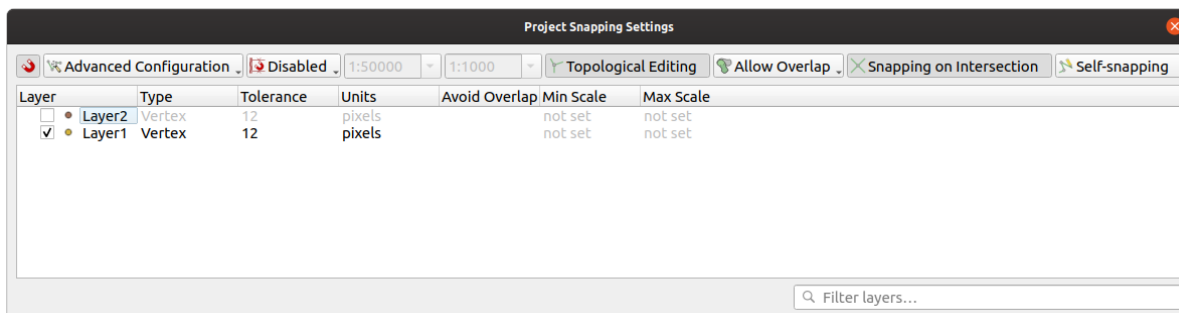 Project Snapping Settings
Advanced Configuration Disabled 1:50000 1:1000 Topological Editing Allow Overlap Snapping on Intersection Self-snapping
Layer Type Tolerance Units Avoid Overlap Min Scale Max Scale
Layer2 Vertex 12 pixels not set not set
Layer1 Vertex 12 pixels not set not set
Filter layers...